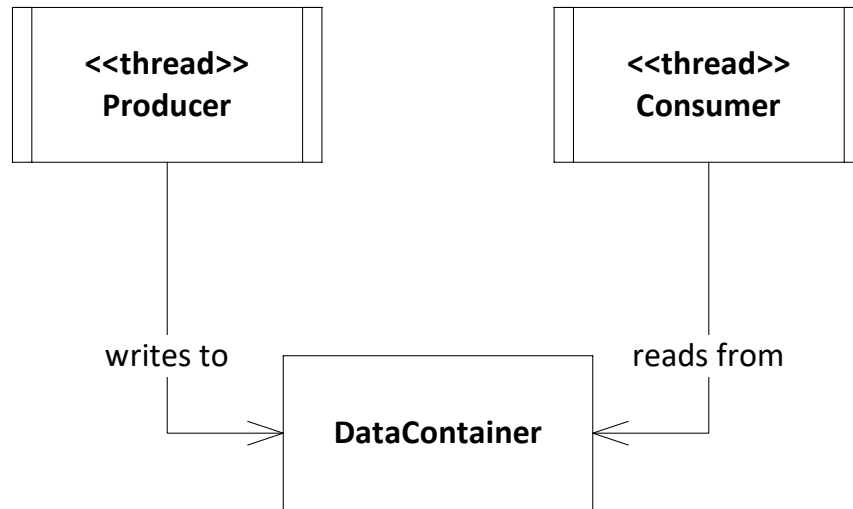 <<thread>>
Producer
<<thread>>
Consumer
writes to
reads from
DataContainer